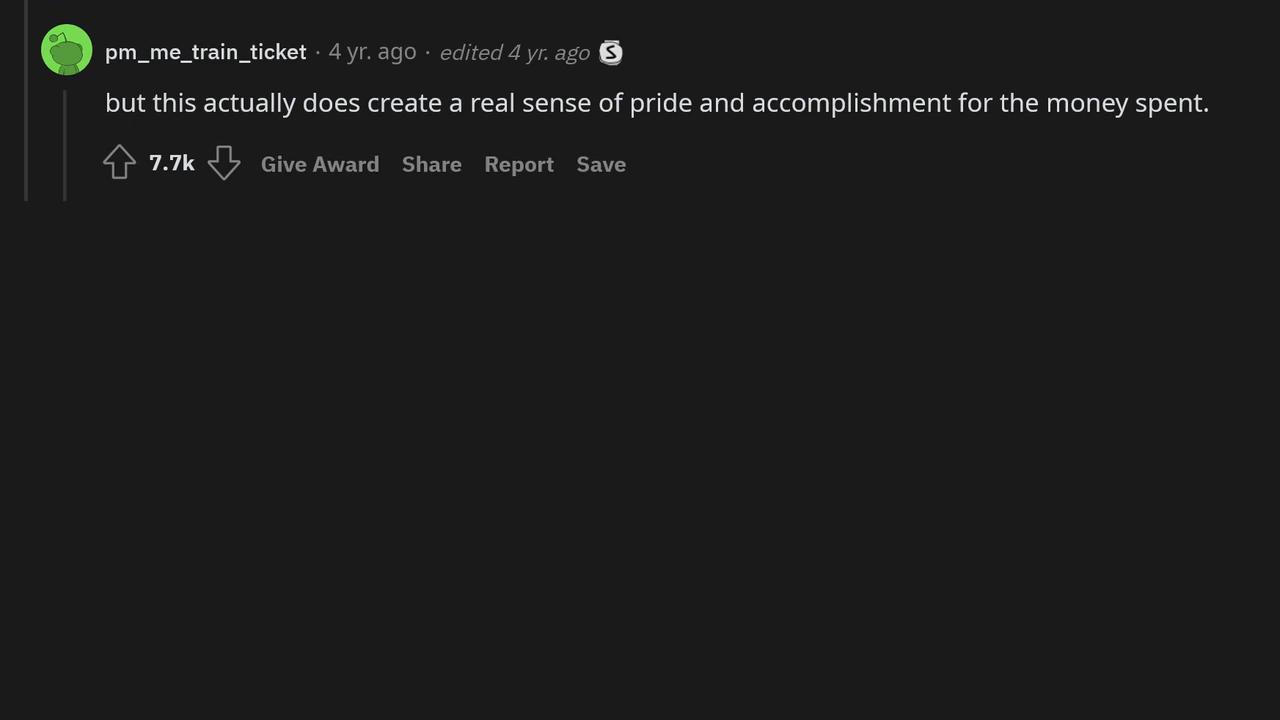 pm_me_train_ticket · 4 yr. ago · edited 4 yr. ago S
but this actually does create a real sense of pride and accomplishment for the money spent.
7.7k Give Award Share Report Save